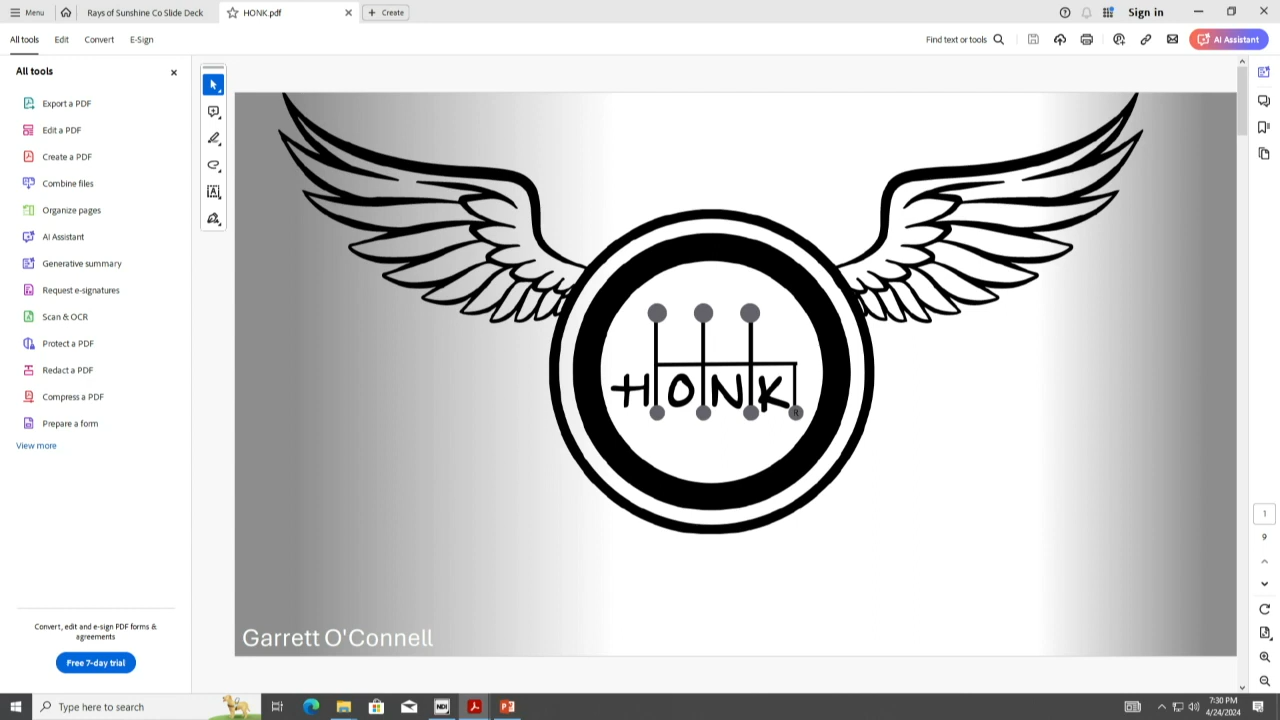 Menu
Rays of Sunshine Co Slide Deck
HONK.pdf
Create
Sign in
All tools
Edit
Convert
E-Sign
Find text or tools
AI Assistant
All tools
Export a PDF
Edit a PDF
Create a PDF
Combine files
Organize pages
AI Assistant
Generative summary
Request e-signatures
Scan & OCR
Protect a PDF
Redact a PDF
Compress a PDF
Prepare a form
View more
Convert, edit and e-sign PDF forms &
agreements
Free 7-day trial
HONK
R
Garrett O'Connell
1
9
Type here to search
NDI
7:30 PM
4/24/2024